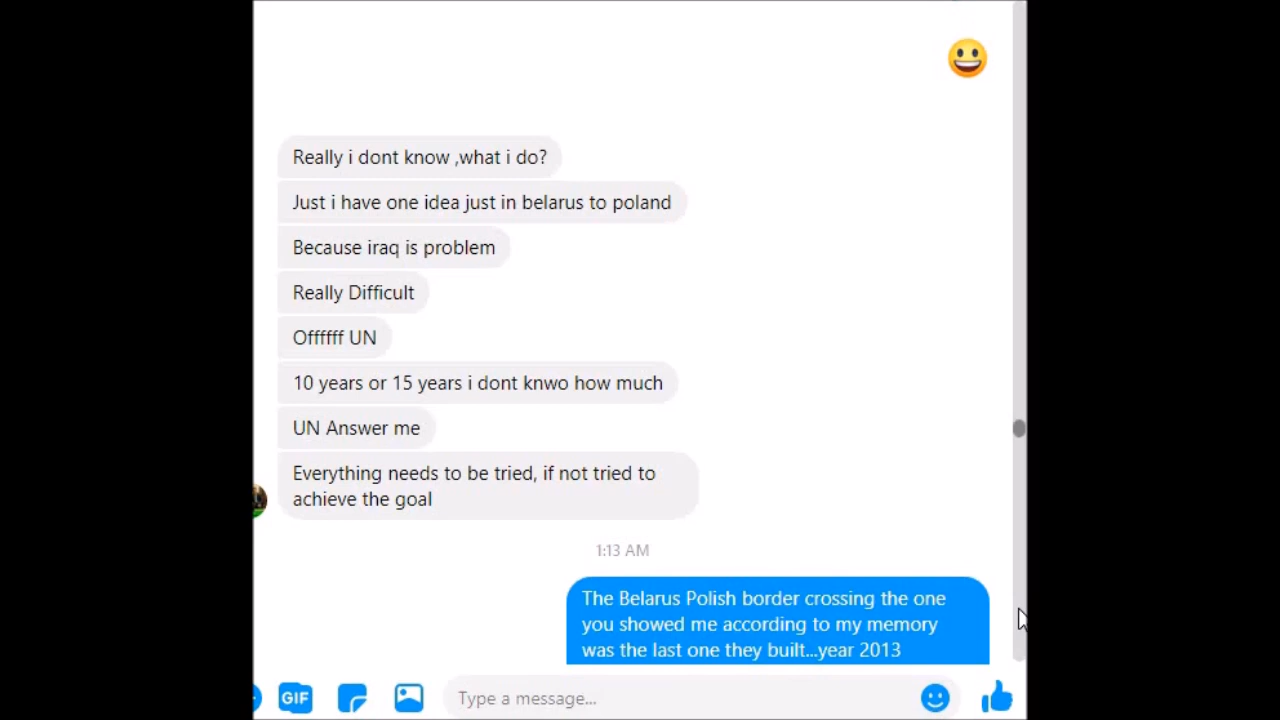 Really i dont know ,what i do?
Just i have one idea just in belarus to poland
Because iraq is problem
Really Difficult
Offffff UN
10 years or 15 years i dont knwo how much
UN Answer me
Everything needs to be tried, if not tried to
achieve the goal
1:13 AM
The Belarus Polish border crossing the one
you showed me according to my memory
was the last one they built...year 2013
GIF
Type a message...